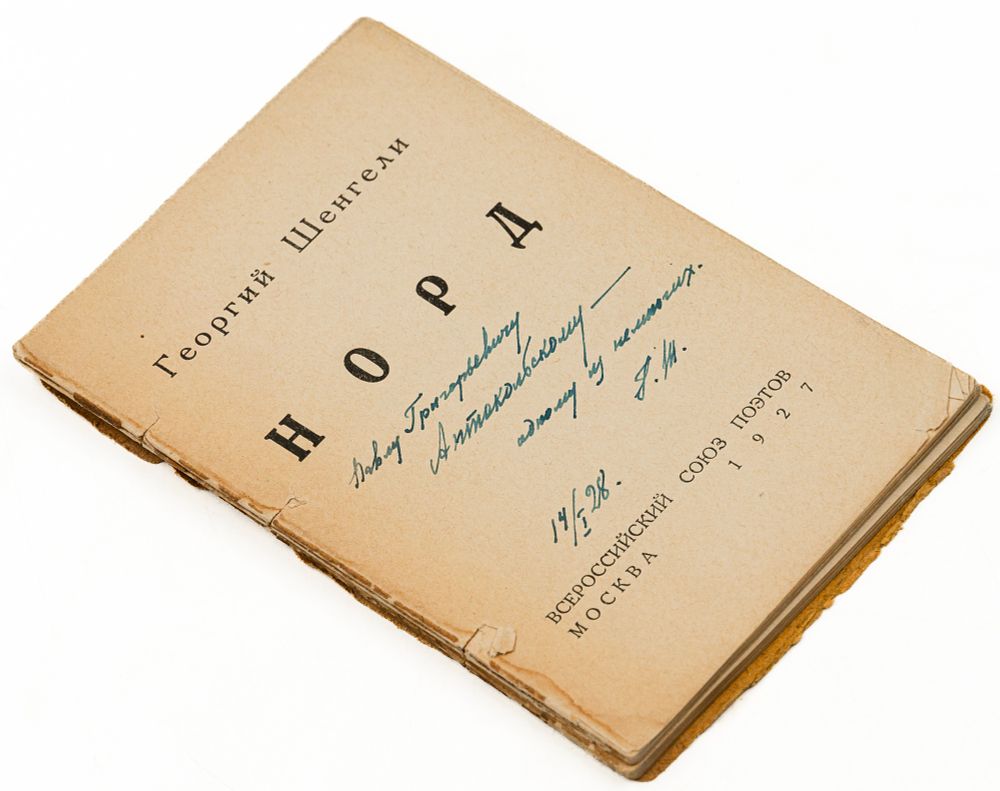 Георгий Шенгели
НОРД
Павлу Григорьевичу
Антокольскому —
одному из немногих.
Г. Ш.
14/I 28.
ВСЕРОССИЙСКИЙ СОЮЗ ПОЭТОВ
МОСКВА 1927